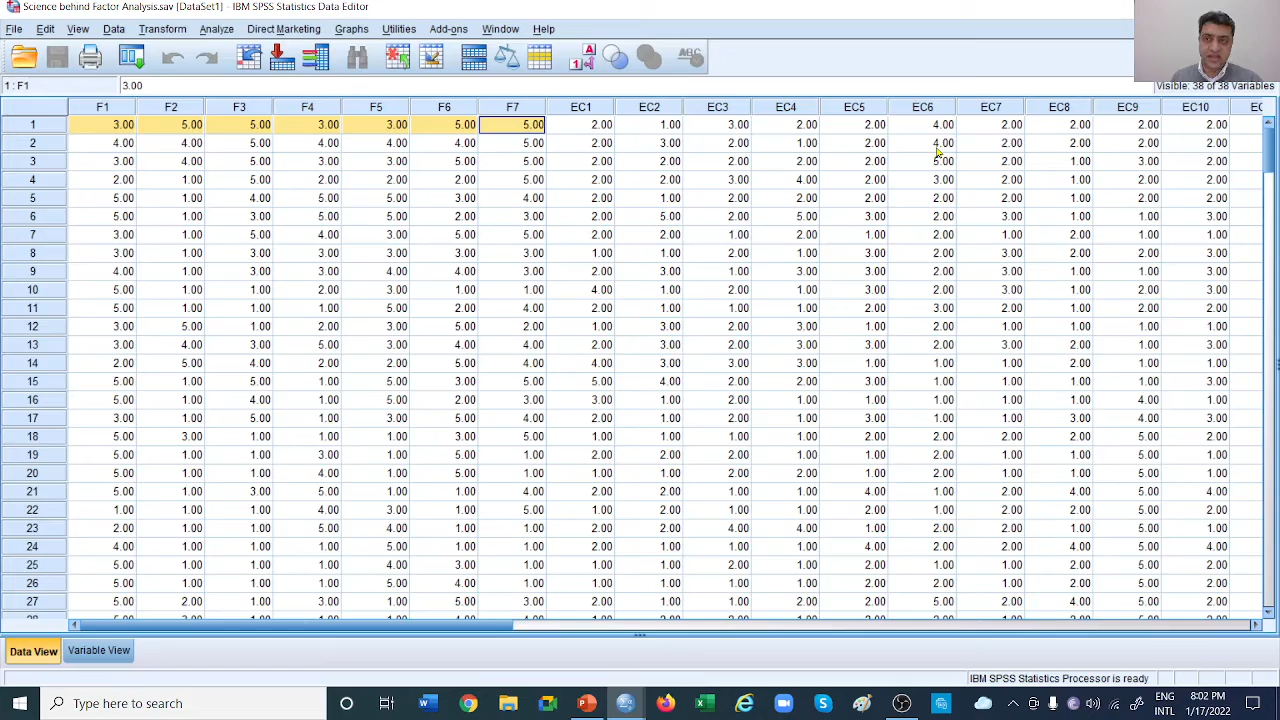 Science behind Factor Analysis.sav [DataSet1] - IBM SPSS Statistics Data Editor
File Edit View Data Transform Analyze Direct Marketing Graphs Utilities Add-ons Window Help
1 : F1 3.00 Visible: 38 of 38 Variables
F1 F2 F3 F4 F5 F6 F7 EC1 EC2 EC3 EC4 EC5 EC6 EC7 EC8 EC9 EC10
1 3.00 5.00 5.00 3.00 3.00 5.00 5.00 2.00 1.00 3.00 2.00 2.00 4.00 2.00 2.00 2.00 2.00
2 4.00 4.00 5.00 4.00 4.00 4.00 5.00 2.00 3.00 2.00 1.00 2.00 4.00 2.00 2.00 2.00 2.00
3 3.00 4.00 5.00 3.00 3.00 5.00 5.00 2.00 2.00 2.00 2.00 2.00 5.00 2.00 1.00 3.00 2.00
4 2.00 1.00 5.00 2.00 2.00 2.00 5.00 2.00 2.00 3.00 4.00 2.00 3.00 2.00 1.00 2.00 2.00
5 5.00 1.00 4.00 5.00 5.00 3.00 4.00 2.00 1.00 2.00 2.00 2.00 2.00 2.00 1.00 2.00 2.00
6 5.00 1.00 3.00 5.00 5.00 2.00 3.00 2.00 5.00 2.00 5.00 3.00 2.00 3.00 1.00 1.00 3.00
7 3.00 1.00 5.00 4.00 3.00 5.00 5.00 2.00 2.00 1.00 2.00 1.00 2.00 1.00 2.00 1.00 1.00
8 3.00 1.00 3.00 3.00 3.00 3.00 3.00 1.00 1.00 2.00 1.00 3.00 2.00 3.00 2.00 2.00 3.00
9 4.00 1.00 3.00 3.00 4.00 4.00 3.00 2.00 3.00 1.00 3.00 3.00 2.00 3.00 1.00 1.00 3.00
10 5.00 1.00 1.00 2.00 3.00 1.00 1.00 4.00 1.00 2.00 3.00 3.00 2.00 3.00 2.00 2.00 3.00
11 5.00 1.00 1.00 1.00 5.00 2.00 4.00 2.00 1.00 1.00 1.00 2.00 3.00 2.00 1.00 2.00 2.00
12 3.00 5.00 1.00 2.00 3.00 5.00 2.00 1.00 3.00 2.00 3.00 1.00 2.00 1.00 1.00 1.00 1.00
13 3.00 4.00 3.00 5.00 3.00 4.00 4.00 2.00 3.00 2.00 3.00 3.00 2.00 3.00 2.00 1.00 3.00
14 2.00 5.00 4.00 2.00 2.00 5.00 4.00 4.00 3.00 3.00 3.00 1.00 1.00 1.00 2.00 1.00 1.00
15 5.00 1.00 5.00 1.00 5.00 3.00 5.00 5.00 4.00 2.00 2.00 3.00 1.00 1.00 1.00 1.00 3.00
16 5.00 1.00 4.00 1.00 5.00 2.00 3.00 3.00 1.00 2.00 1.00 2.00 1.00 1.00 1.00 4.00 2.00
17 3.00 1.00 5.00 1.00 3.00 5.00 4.00 2.00 1.00 2.00 1.00 3.00 1.00 1.00 3.00 4.00 3.00
18 5.00 3.00 1.00 1.00 1.00 3.00 5.00 1.00 1.00 1.00 1.00 2.00 2.00 2.00 2.00 5.00 2.00
19 5.00 1.00 1.00 3.00 1.00 5.00 1.00 2.00 2.00 2.00 1.00 1.00 2.00 1.00 2.00 5.00 1.00
20 5.00 1.00 1.00 4.00 1.00 5.00 1.00 1.00 1.00 2.00 2.00 1.00 2.00 1.00 2.00 5.00 1.00
21 5.00 1.00 3.00 5.00 1.00 1.00 4.00 2.00 2.00 1.00 1.00 4.00 1.00 2.00 4.00 5.00 4.00
22 1.00 1.00 1.00 4.00 3.00 1.00 5.00 1.00 2.00 1.00 1.00 2.00 1.00 1.00 2.00 5.00 2.00
23 2.00 1.00 1.00 5.00 4.00 1.00 1.00 2.00 2.00 4.00 4.00 1.00 2.00 2.00 1.00 5.00 1.00
24 4.00 1.00 1.00 1.00 5.00 1.00 1.00 2.00 1.00 1.00 1.00 4.00 2.00 2.00 4.00 5.00 4.00
25 5.00 1.00 1.00 1.00 4.00 3.00 1.00 1.00 1.00 2.00 1.00 2.00 1.00 1.00 2.00 5.00 2.00
26 5.00 1.00 1.00 1.00 5.00 4.00 1.00 1.00 1.00 1.00 1.00 2.00 2.00 1.00 2.00 5.00 2.00
27 5.00 2.00 1.00 3.00 1.00 5.00 3.00 2.00 1.00 1.00 1.00 2.00 5.00 2.00 4.00 5.00 2.00
Data View Variable View
IBM SPSS Statistics Processor is ready
Type here to search
ENG 8:02 PM
INTL 1/17/2022